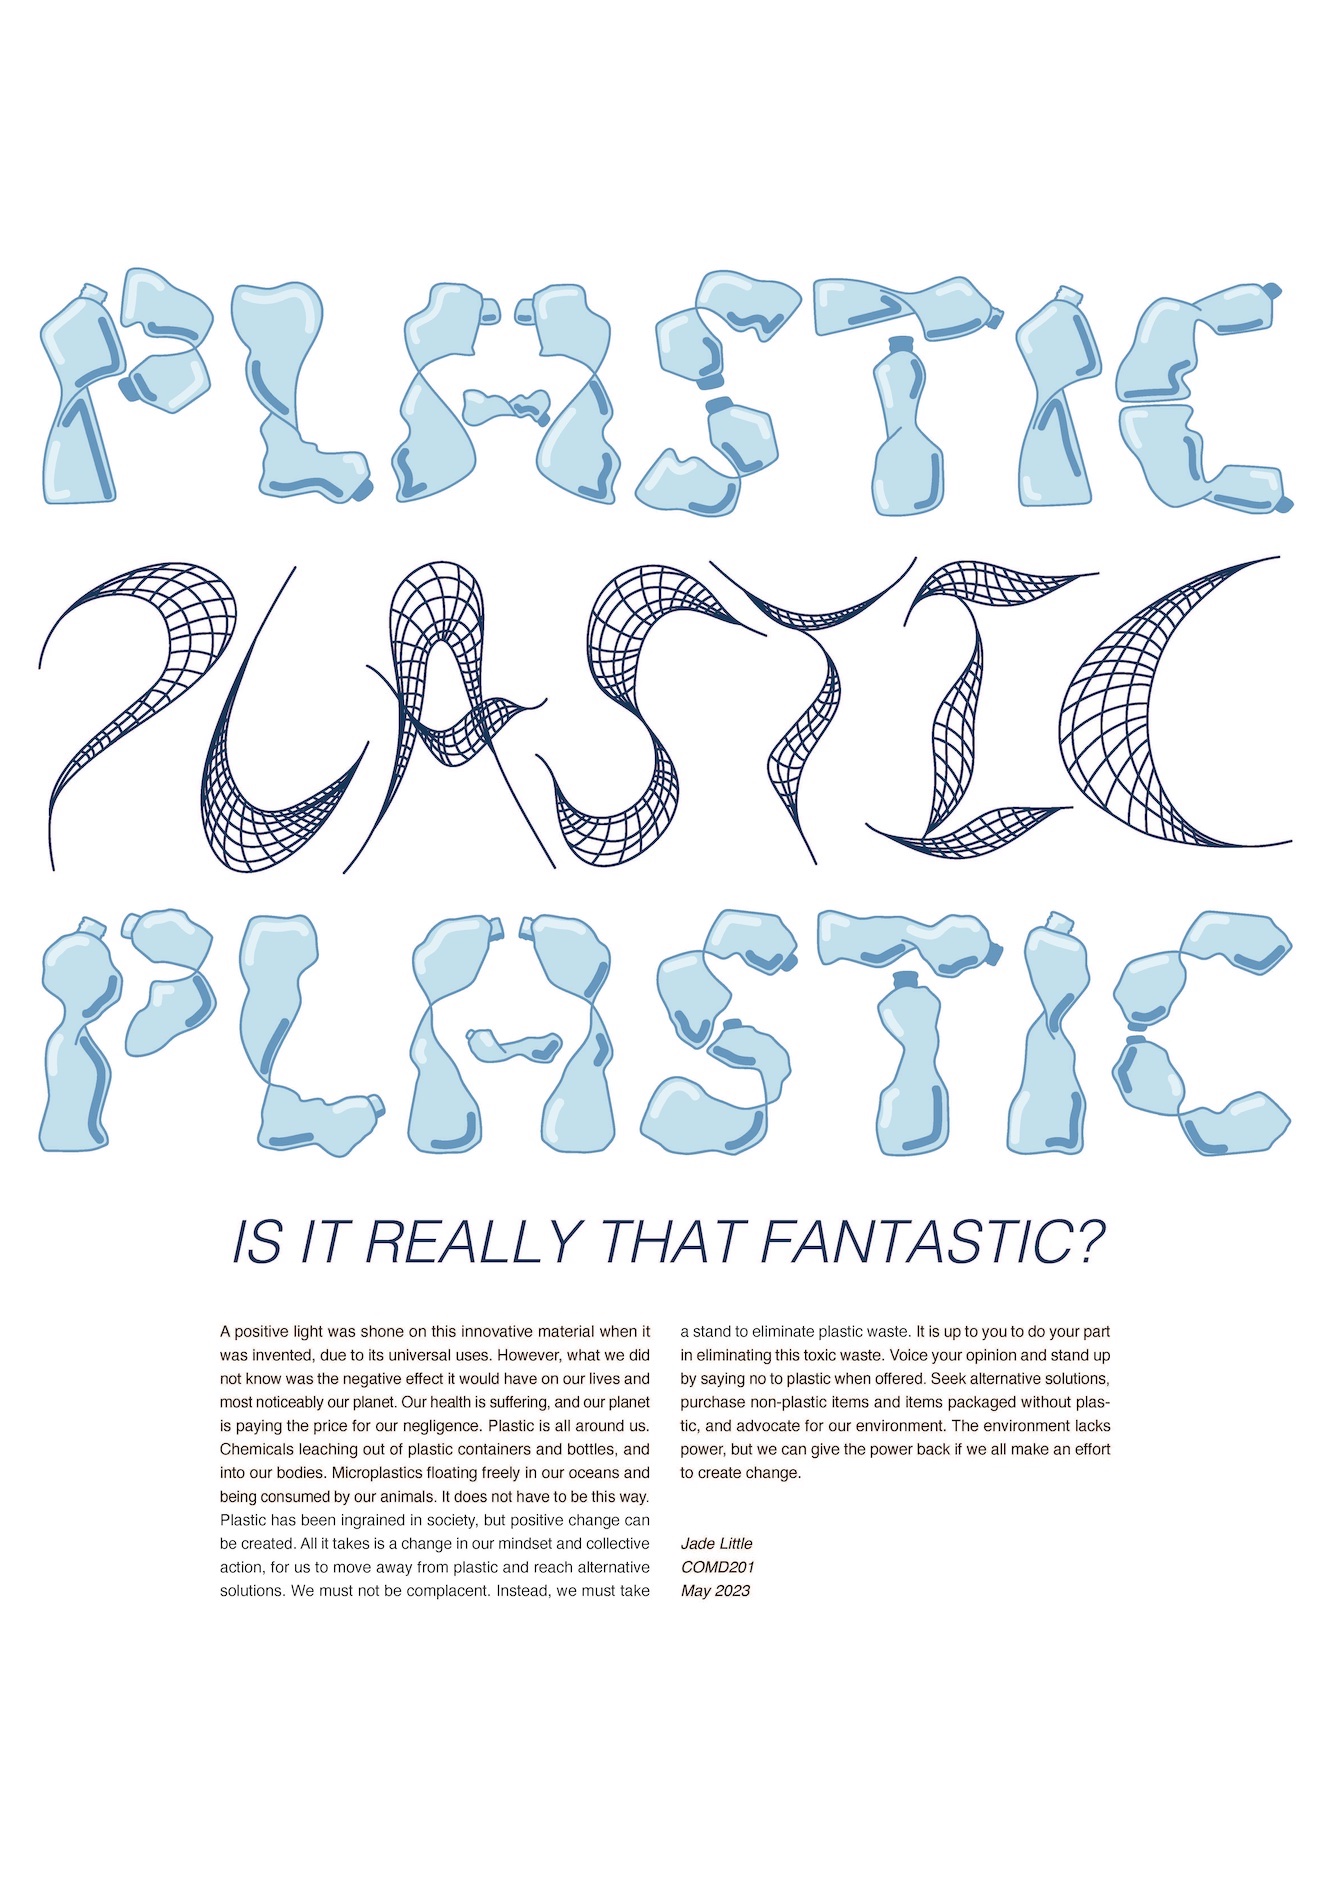 PLASTIC
PLASTIC
PLASTIC
IS IT REALLY THAT FANTASTIC?
A positive light was shone on this innovative material when it
was invented, due to its universal uses. However, what we did
not know was the negative effect it would have on our lives and
most noticeably our planet. Our health is suffering, and our planet
is paying the price for our negligence. Plastic is all around us.
Chemicals leaching out of plastic containers and bottles, and
into our bodies. Microplastics floating freely in our oceans and
being consumed by our animals. It does not have to be this way.
Plastic has been ingrained in society, but positive change can
be created. All it takes is a change in our mindset and collective
action, for us to move away from plastic and reach alternative
solutions. We must not be complacent. Instead, we must take
a stand to eliminate plastic waste. It is up to you to do your part
in eliminating this toxic waste. Voice your opinion and stand up
by saying no to plastic when offered. Seek alternative solutions,
purchase non-plastic items and items packaged without plas-
tic, and advocate for our environment. The environment lacks
power, but we can give the power back if we all make an effort
to create change.
Jade Little
COMD201
May 2023